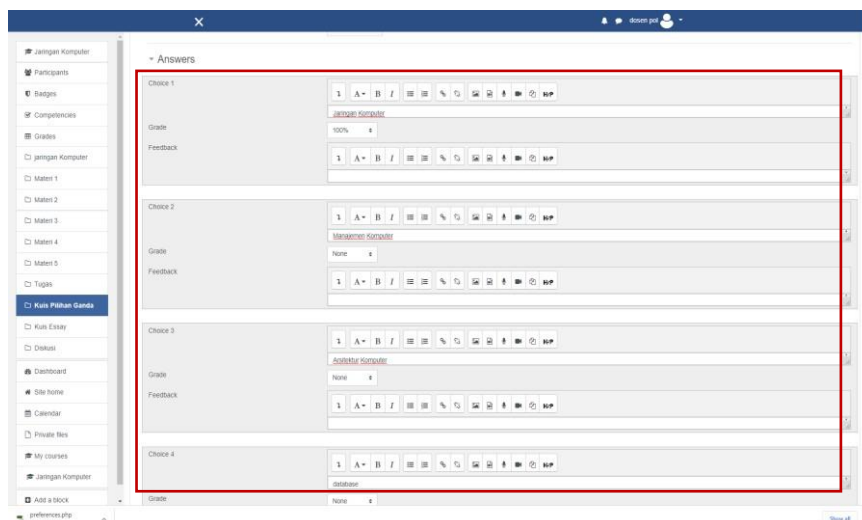 dosen pol
Jaringan Komputer
Participants
Badges
Competencies
Grades
jaringan Komputer
Materi 1
Materi 2
Materi 3
Materi 4
Materi 5
Tugas
Kuis Pilihan Ganda
Kuis Essay
Diskusi
Dashboard
Site home
Calendar
Private files
My courses
Jaringan Komputer
Add a block
Answers
Choice 1
A B I H-P
Jaringan Komputer
Grade
100%
Feedback
A B I H-P
Choice 2
A B I H-P
Manajemen Komputer
Grade
None
Feedback
A B I H-P
Choice 3
A B I H-P
Arsitektur Komputer
Grade
None
Feedback
A B I H-P
Choice 4
A B I H-P
database
Grade
None
preferences.php
Show all